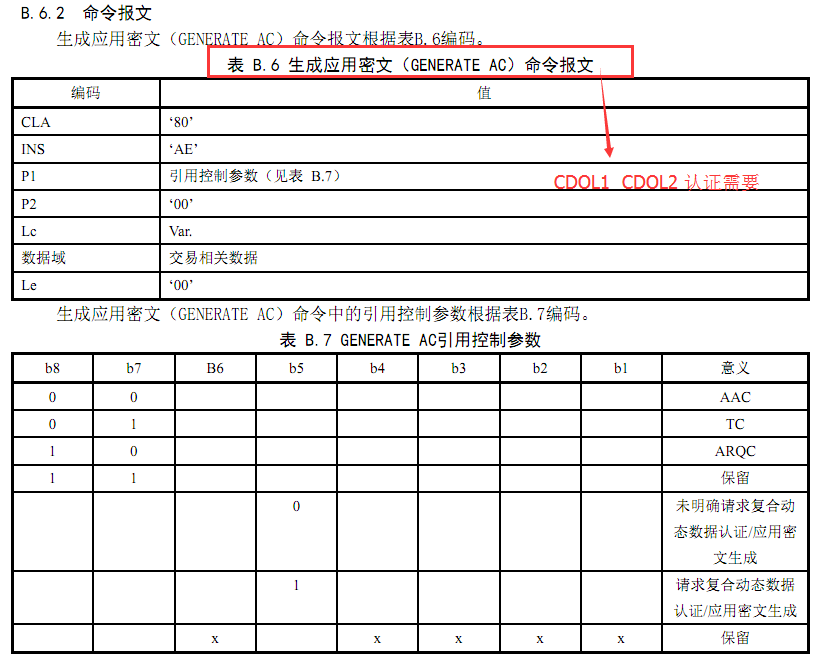 B.6.2 命令报文
生成应用密文（GENERATE AC）命令报文根据表B.6编码。
表 B.6 生成应用密文（GENERATE AC）命令报文
编码 值
CLA ‘80’
INS ‘AE’
P1 引用控制参数（见表 B.7）
CDOL1 CDOL2 认证需要
P2 ‘00’
Lc Var.
数据域 交易相关数据
Le ‘00’
生成应用密文（GENERATE AC）命令中的引用控制参数根据表B.7编码。
表 B.7 GENERATE AC引用控制参数
b8 b7 B6 b5 b4 b3 b2 b1 意义
0 0 AAC
0 1 TC
1 0 ARQC
1 1 保留
0 未明确请求复合动
态数据认证/应用密
文生成
1 请求复合动态数据
认证/应用密文生成
x x x x x 保留